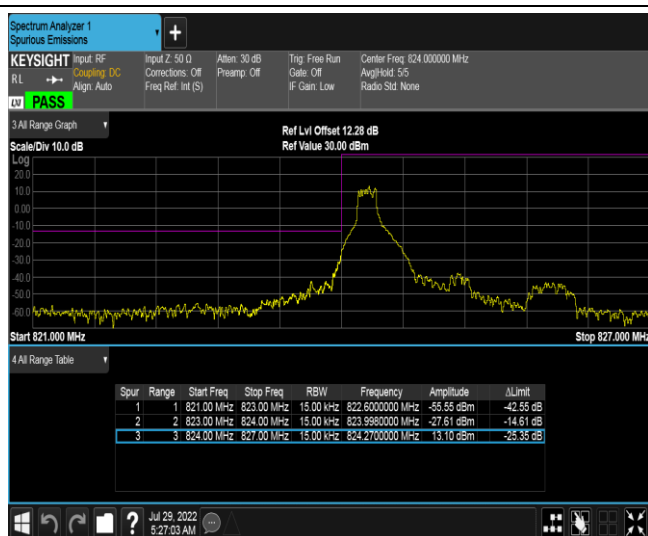 Spectrum Analyzer 1
Spurious Emissions
+
KEYSIGHT Input: RF Input Z: 50 Ω Atten: 30 dB Trig: Free Run Center Freq: 824.000000 MHz
RL Coupling: DC Corrections: Off Preamp: Off Gate: Off Avg|Hold: 5/5
Align: Auto Freq Ref: Int (S) IF Gain: Low Radio Std: None
LXI PASS
3 All Range Graph
Ref Lvl Offset 12.28 dB
Scale/Div 10.0 dB Ref Value 30.00 dBm
Log
20.0
10.0
0.00
-10.0
-20.0
-30.0
-40.0
-50.0
-60.0
Start 821.000 MHz Stop 827.000 MHz
4 All Range Table
Spur Range Start Freq Stop Freq RBW Frequency Amplitude ΔLimit
1 1 821.00 MHz 823.00 MHz 15.00 kHz 822.6000000 MHz -55.55 dBm -42.55 dB
2 2 823.00 MHz 824.00 MHz 15.00 kHz 823.9980000 MHz -27.61 dBm -14.61 dB
3 3 824.00 MHz 827.00 MHz 15.00 kHz 824.2700000 MHz 13.10 dBm -25.35 dB
? Jul 29, 2022
5:27:03 AM